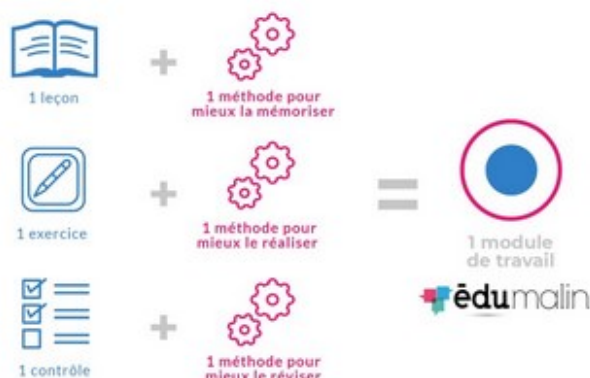 1 leçon
1 méthode pour
mieux la mémoriser
1 exercice
1 méthode pour
mieux le réaliser
1 module
de travail
ēdumalin
1 contrôle
1 méthode pour
mieux le réviser